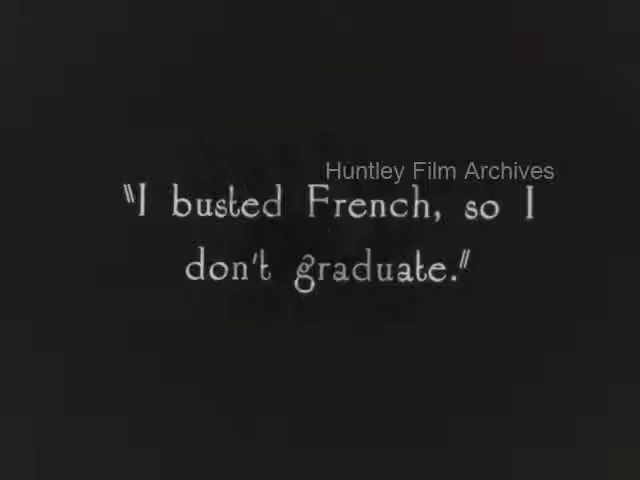 Huntley Film Archives
"I busted French, so I
don't graduate."